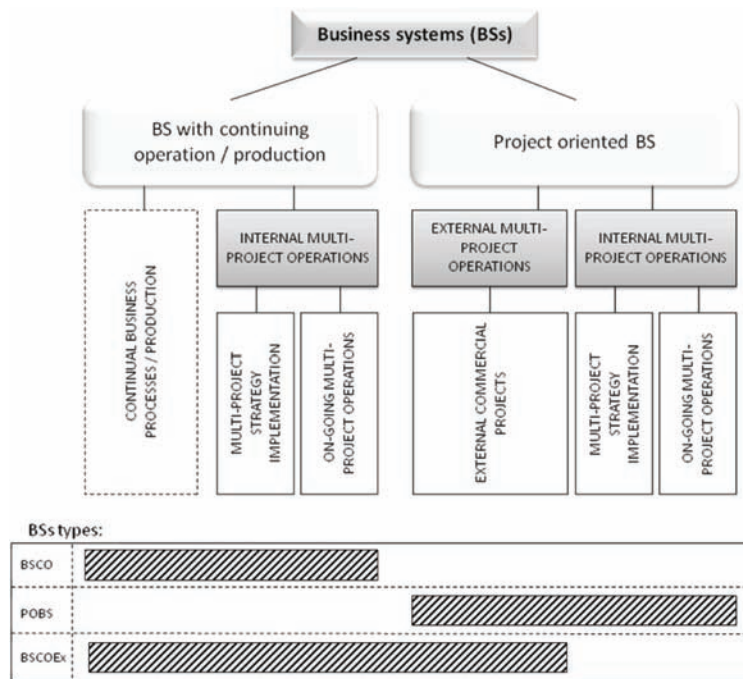 Business systems (BSs)
BS with continuing
operation / production
Project oriented BS
INTERNAL MULTI-
PROJECT OPERATIONS
EXTERNAL MULTI-
PROJECT
OPERATIONS
INTERNAL MULTI-
PROJECT OPERATIONS
CONTINUAL BUSINESS
PROCESSES / PRODUCTION
MULTI-PROJECT
STRATEGY
IMPLEMENTATION
ON-GOING MULTI-
PROJECT OPERATIONS
EXTERNAL COMMERCIAL
PROJECTS
MULTI-PROJECT
STRATEGY
IMPLEMENTATION
ON-GOING MULTI-
PROJECT OPERATIONS
BSs types:
BSCO
POBS
BSCOEx